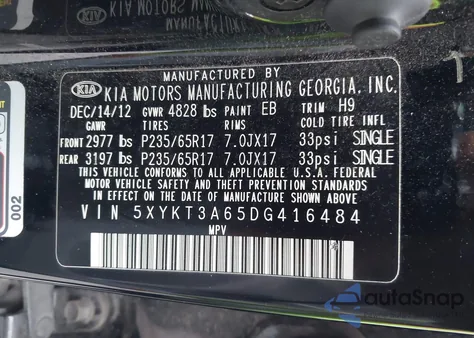 MANUFACTURED BY
KIA KIA MOTORS MANUFACTURING GEORGIA, INC.
DEC/14/12 GVWR 4828 lbs PAINT EB TRIM H9
GAWR TIRES RIMS COLD TIRE INFL
FRONT 2977 lbs P235/65R17 7.0JX17 33psi SINGLE
REAR 3197 lbs P235/65R17 7.0JX17 33psi SINGLE
THIS VEHICLE CONFORMS TO ALL APPLICABLE U.S.A. FEDERAL
MOTOR VEHICLE SAFETY AND THEFT PREVENTION STANDARDS
IN EFFECT ON THE DATE OF MANUFACTURE SHOWN ABOVE.
VIN 5XYKT3A65DG416484
MPV
002
autoSnap